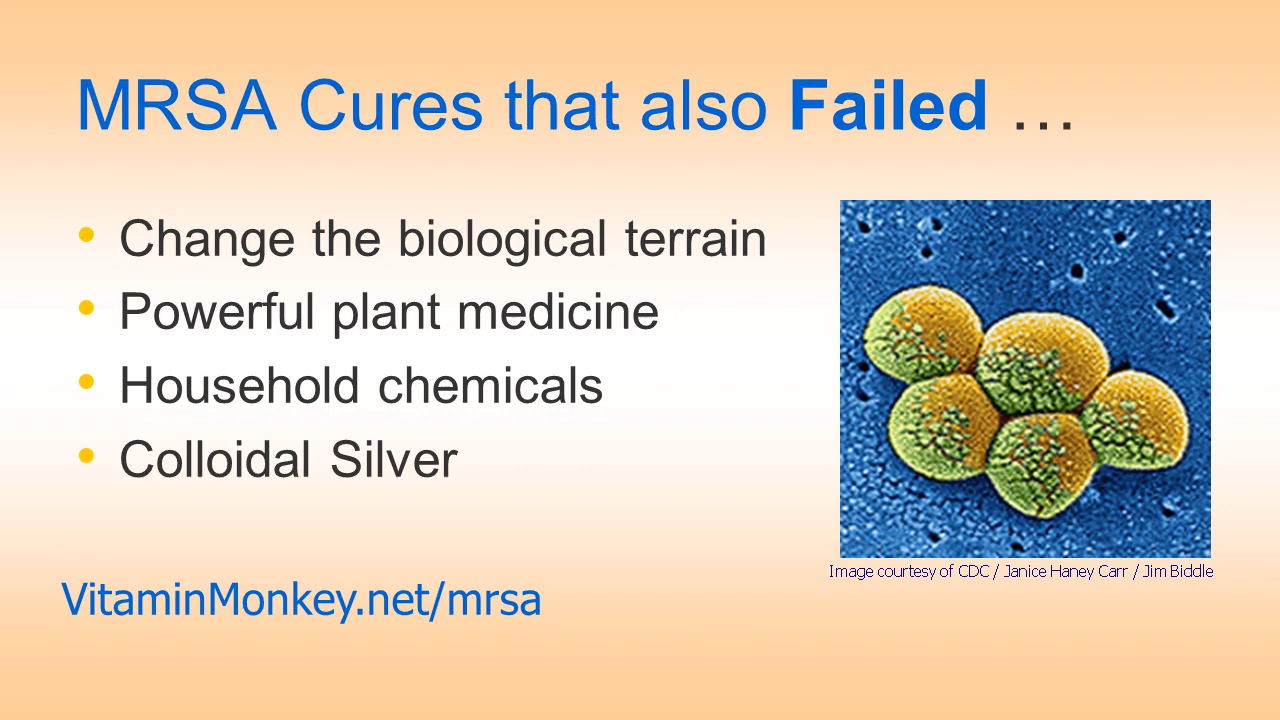 MRSA Cures that also Failed …
• Change the biological terrain
• Powerful plant medicine
• Household chemicals
• Colloidal Silver
Image courtesy of CDC / Janice Haney Carr / Jim Biddle
VitaminMonkey.net/mrsa